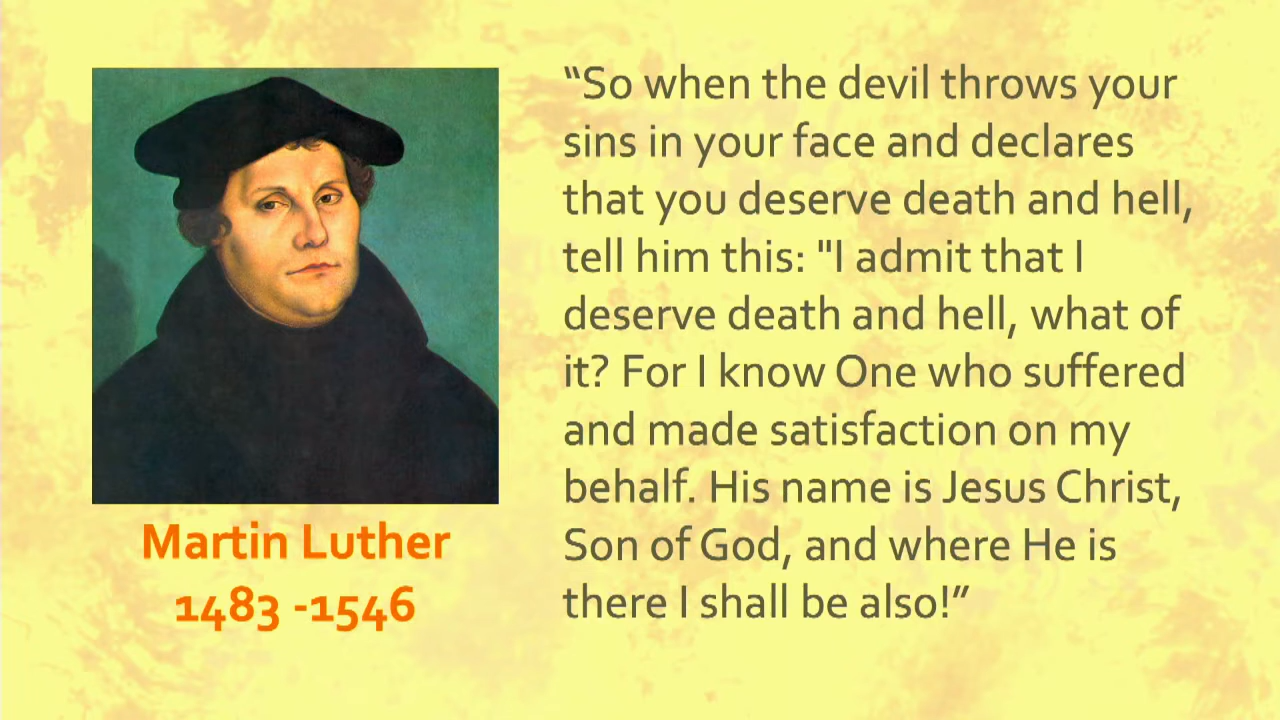 “So when the devil throws your
sins in your face and declares
that you deserve death and hell,
tell him this: "I admit that I
deserve death and hell, what of
it? For I know One who suffered
and made satisfaction on my
behalf. His name is Jesus Christ,
Son of God, and where He is
there I shall be also!”
Martin Luther
1483 -1546